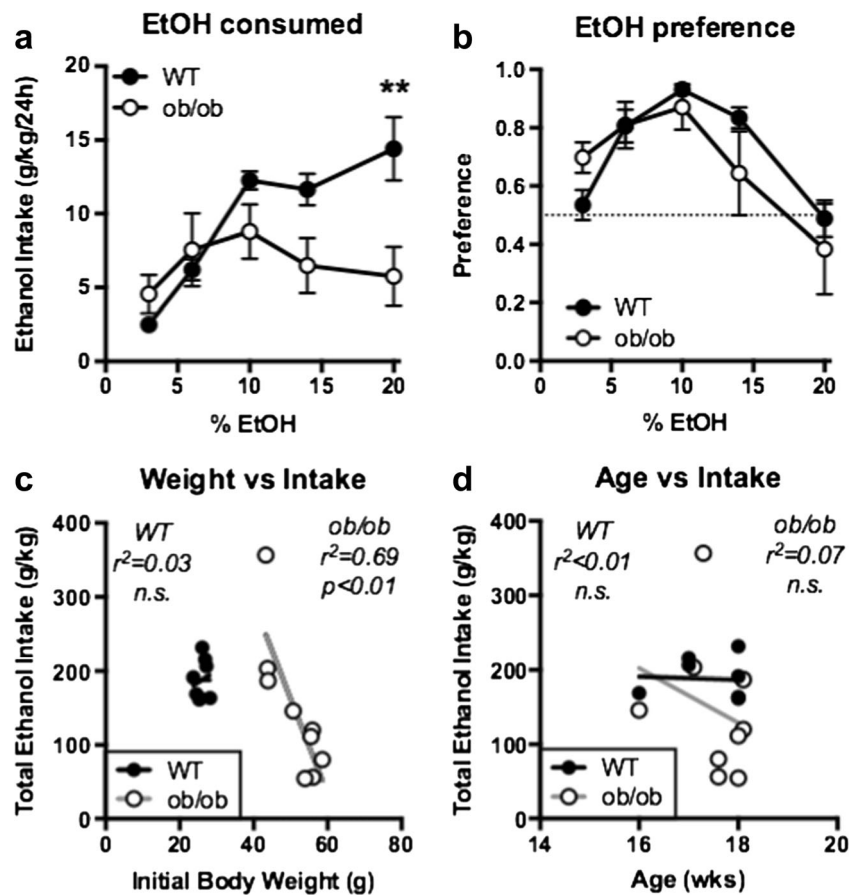 a
EtOH consumed
Ethanol Intake (g/kg/24h)
20
15
10
5
0
WT
ob/ob
**
0 5 10 15 20
% EtOH
b
EtOH preference
Preference
1.0
0.8
0.6
0.4
0.2
0.0
WT
ob/ob
0 5 10 15 20
% EtOH
c
Weight vs Intake
Total Ethanol Intake (g/kg)
400
300
200
100
0
WT
r²=0.03
n.s.
ob/ob
r²=0.69
p<0.01
WT
ob/ob
0 20 40 60 80
Initial Body Weight (g)
d
Age vs Intake
Total Ethanol Intake (g/kg)
400
300
200
100
0
WT
r²<0.01
n.s.
ob/ob
r²=0.07
n.s.
WT
ob/ob
14 16 18 20
Age (wks)